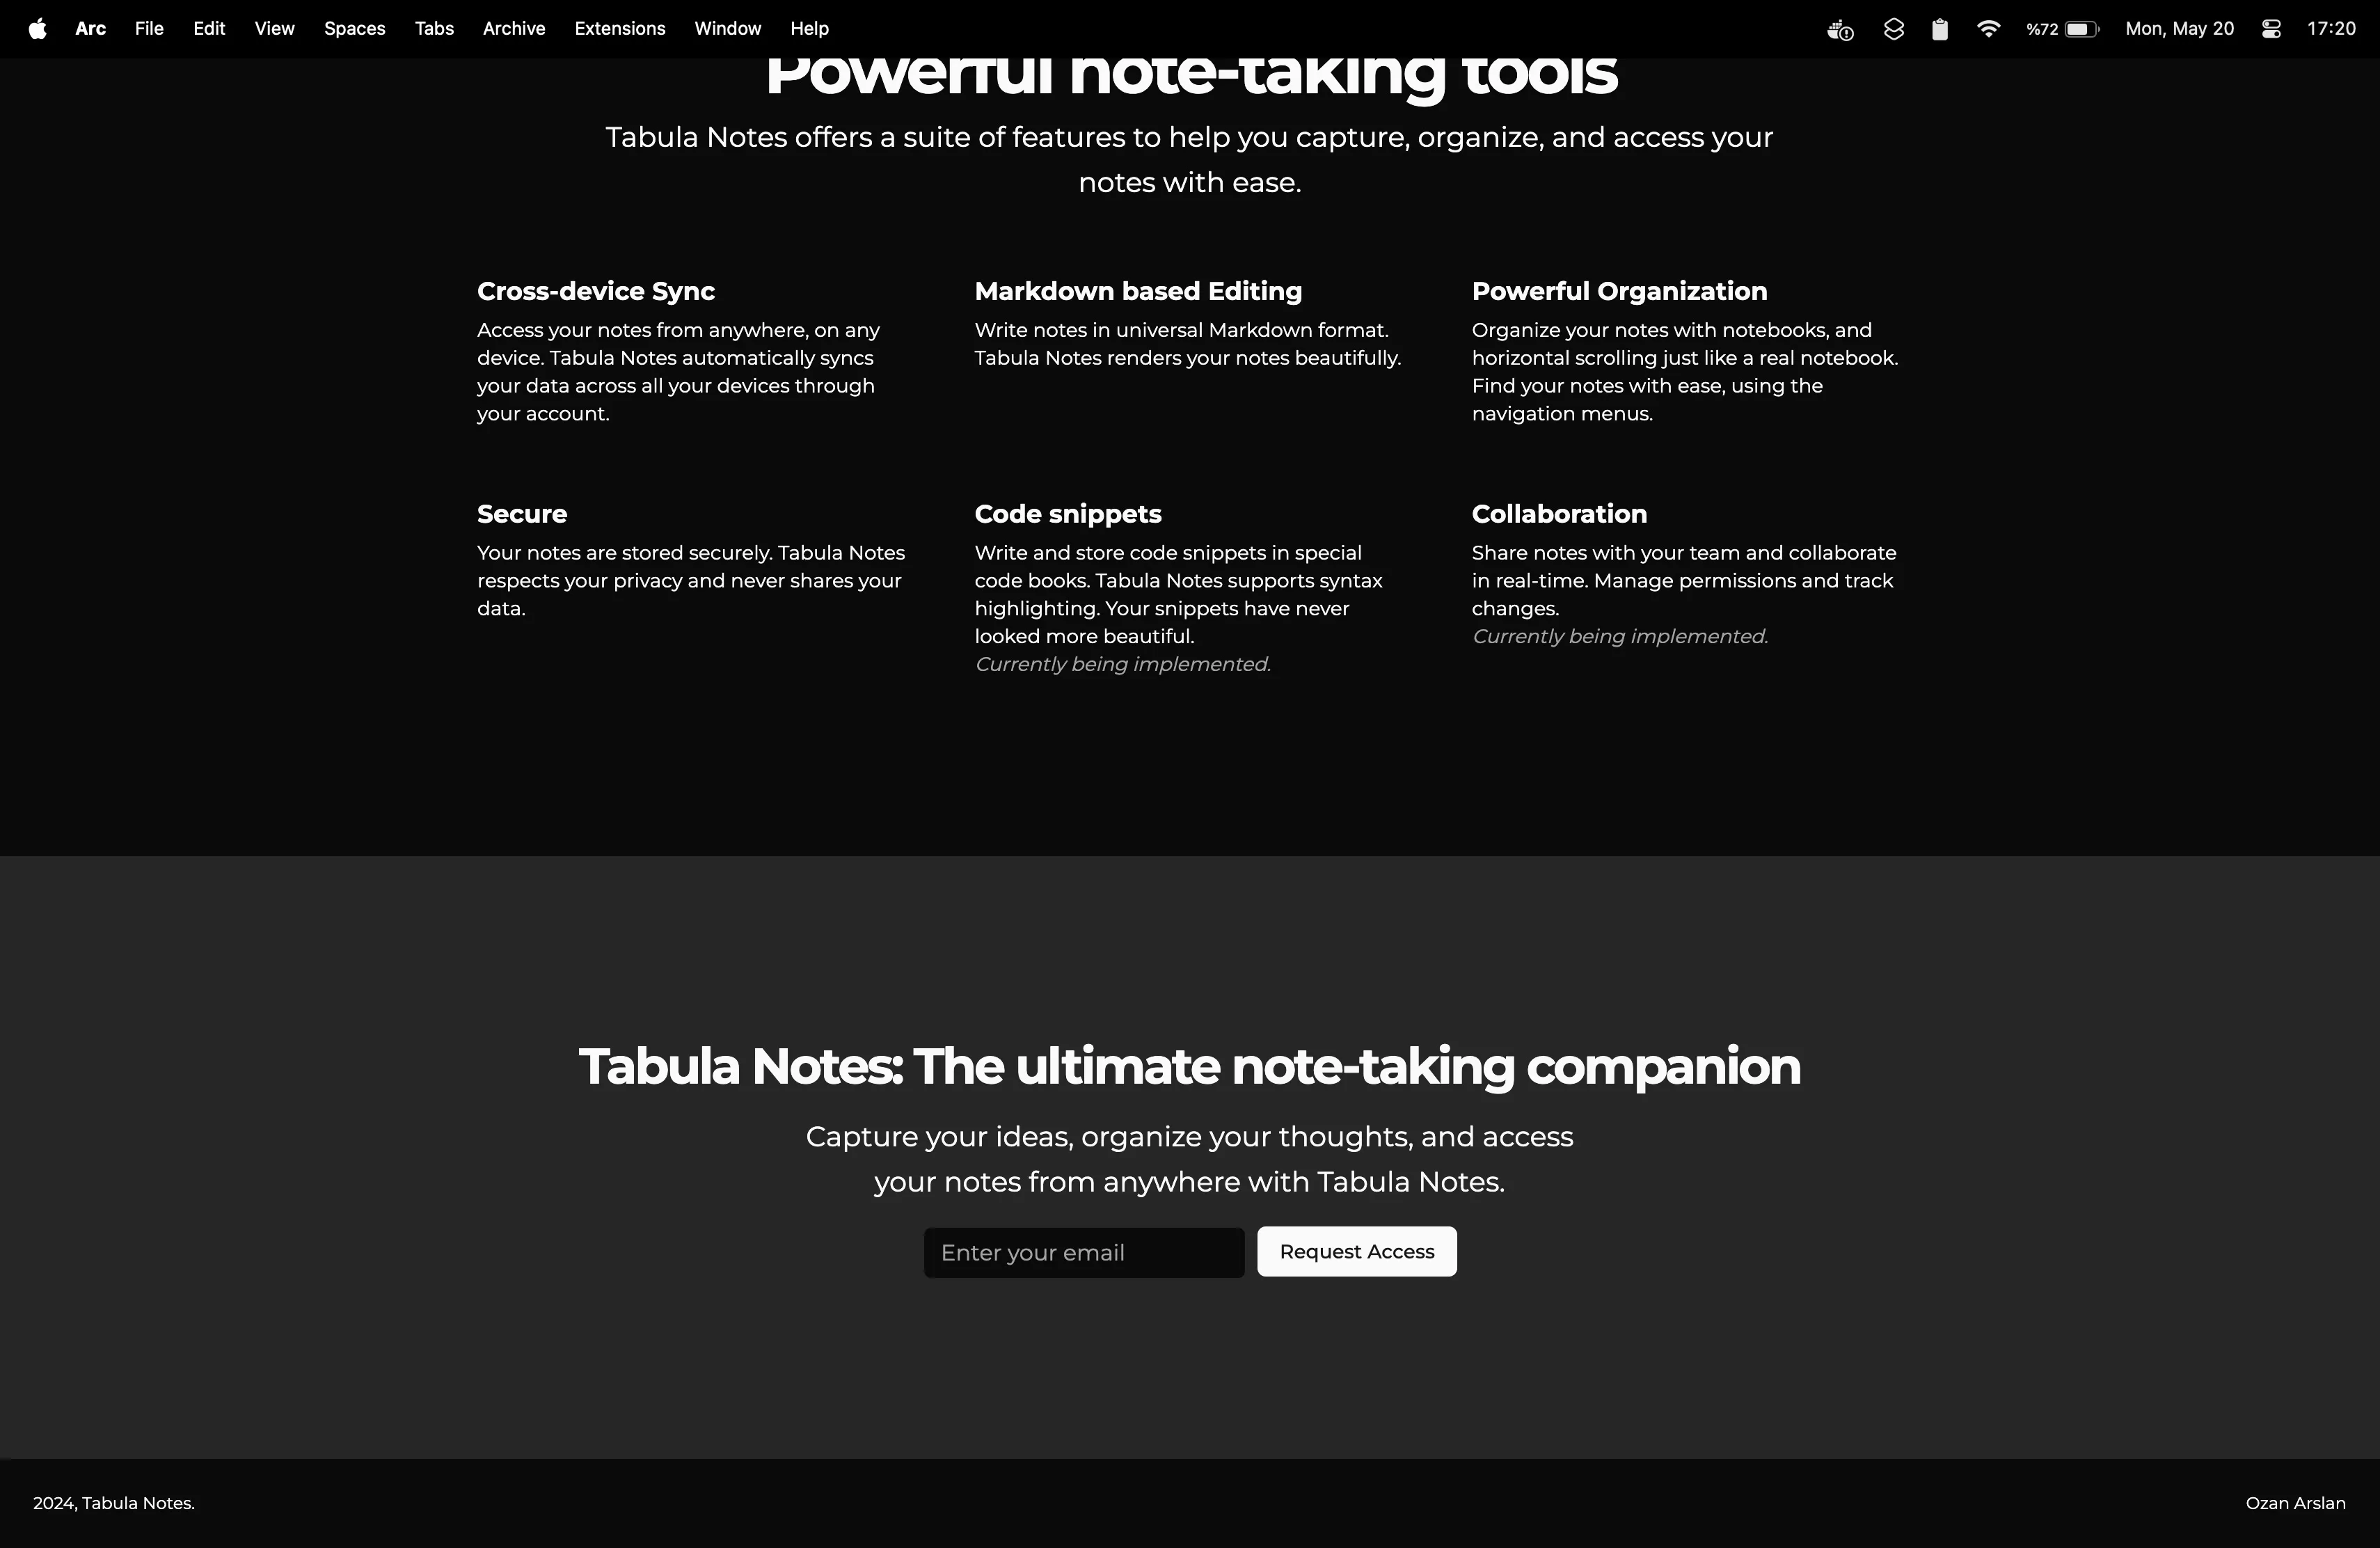 Arc File Edit View Spaces Tabs Archive Extensions Window Help %72 Mon, May 20 17:20
Powerful note-taking tools
Tabula Notes offers a suite of features to help you capture, organize, and access your
notes with ease.
Cross-device Sync
Access your notes from anywhere, on any
device. Tabula Notes automatically syncs
your data across all your devices through
your account.
Markdown based Editing
Write notes in universal Markdown format.
Tabula Notes renders your notes beautifully.
Powerful Organization
Organize your notes with notebooks, and
horizontal scrolling just like a real notebook.
Find your notes with ease, using the
navigation menus.
Secure
Your notes are stored securely. Tabula Notes
respects your privacy and never shares your
data.
Code snippets
Write and store code snippets in special
code books. Tabula Notes supports syntax
highlighting. Your snippets have never
looked more beautiful.
Currently being implemented.
Collaboration
Share notes with your team and collaborate
in real-time. Manage permissions and track
changes.
Currently being implemented.
Tabula Notes: The ultimate note-taking companion
Capture your ideas, organize your thoughts, and access
your notes from anywhere with Tabula Notes.
Enter your email
Request Access
2024, Tabula Notes.
Ozan Arslan